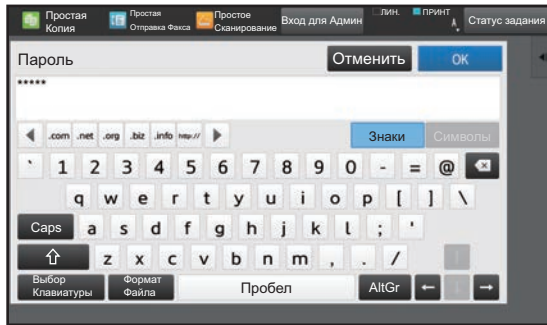 Простая Копия
Простая Отправка Факса
Простое Сканирование
Вход для Админ
ЛИН.
ПРИНТ
Статус задания
Пароль
Отменить
ОК
*****
.com .net .org .biz .info http://
Знаки
Символы
` 1 2 3 4 5 6 7 8 9 0 - = @
q w e r t y u i o p [ ] \
Caps a s d f g h j k l ; '
z x c v b n m , . /
Выбор Клавиатуры
Формат Файла
Пробел
AltGr